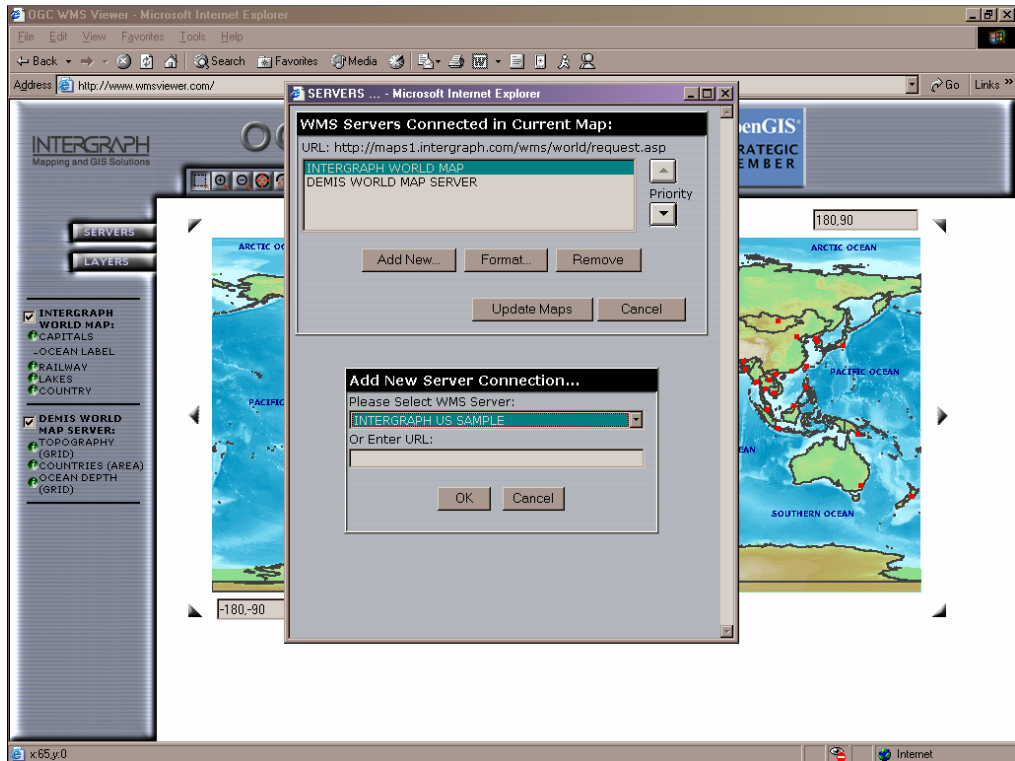 OGC WMS Viewer - Microsoft Internet Explorer
File Edit View Favorites Tools Help
Back Search Favorites Media
Address http://www.wmsviewer.com/ Go Links »
INTERGRAPH
Mapping and GIS Solutions
SERVERS
LAYERS
INTERGRAPH
WORLD MAP:
CAPITALS
OCEAN LABEL
RAILWAY
LAKES
COUNTRY
DEMIS WORLD
MAP SERVER:
TOPOGRAPHY
(GRID)
COUNTRIES (AREA)
OCEAN DEPTH
(GRID)
SERVERS ... - Microsoft Internet Explorer
WMS Servers Connected in Current Map:
URL: http://maps1.intergraph.com/wms/world/request.asp
INTERGRAPH WORLD MAP
DEMIS WORLD MAP SERVER
Priority
Add New... Format... Remove
Update Maps Cancel
Add New Server Connection...
Please Select WMS Server:
INTERGRAPH US SAMPLE
Or Enter URL:
OK Cancel
180,90
ARCTIC OCEAN
PACIFIC OCEAN
SOUTHERN OCEAN
-180,-90
x:65,y:0
Internet